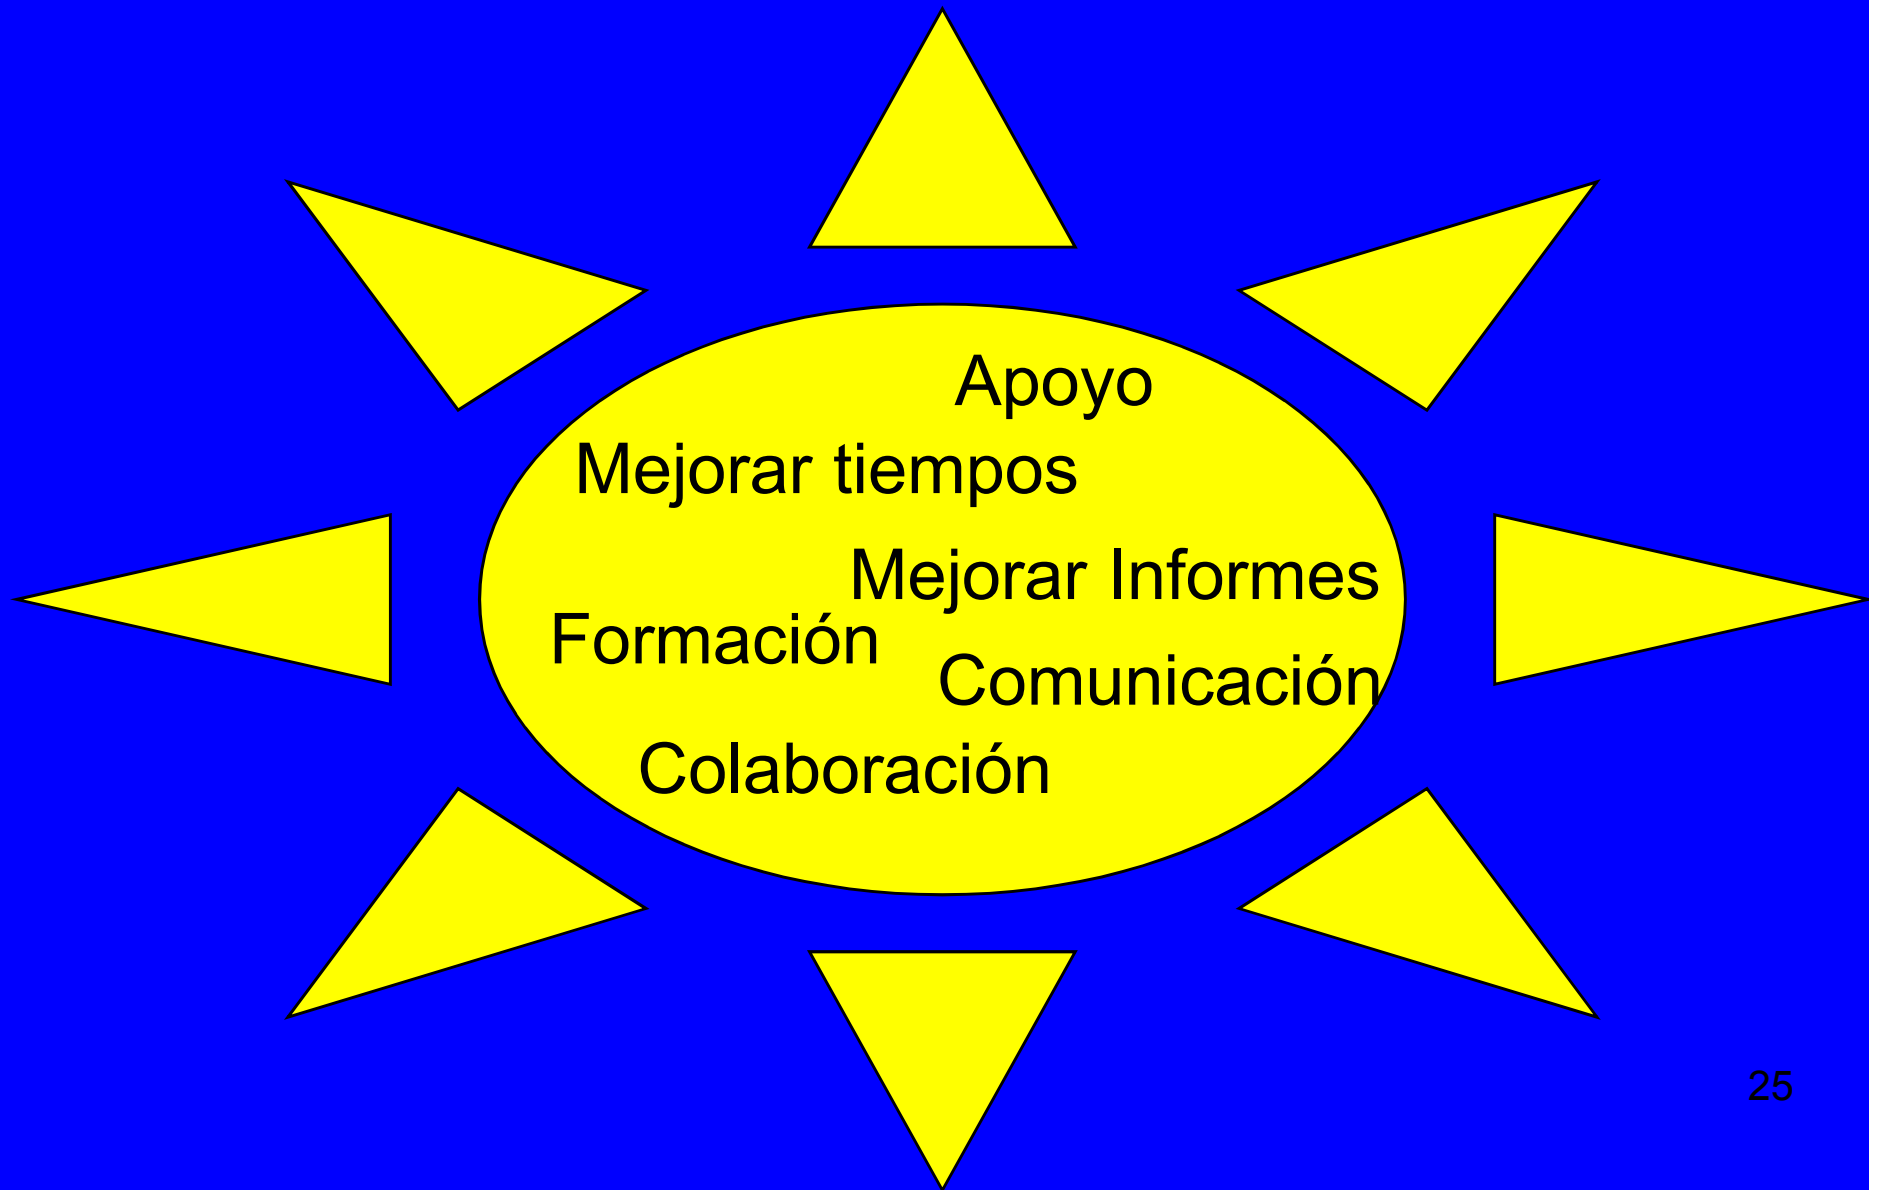 Apoyo
Mejorar tiempos
Mejorar Informes
Formación
Comunicación
Colaboración
25